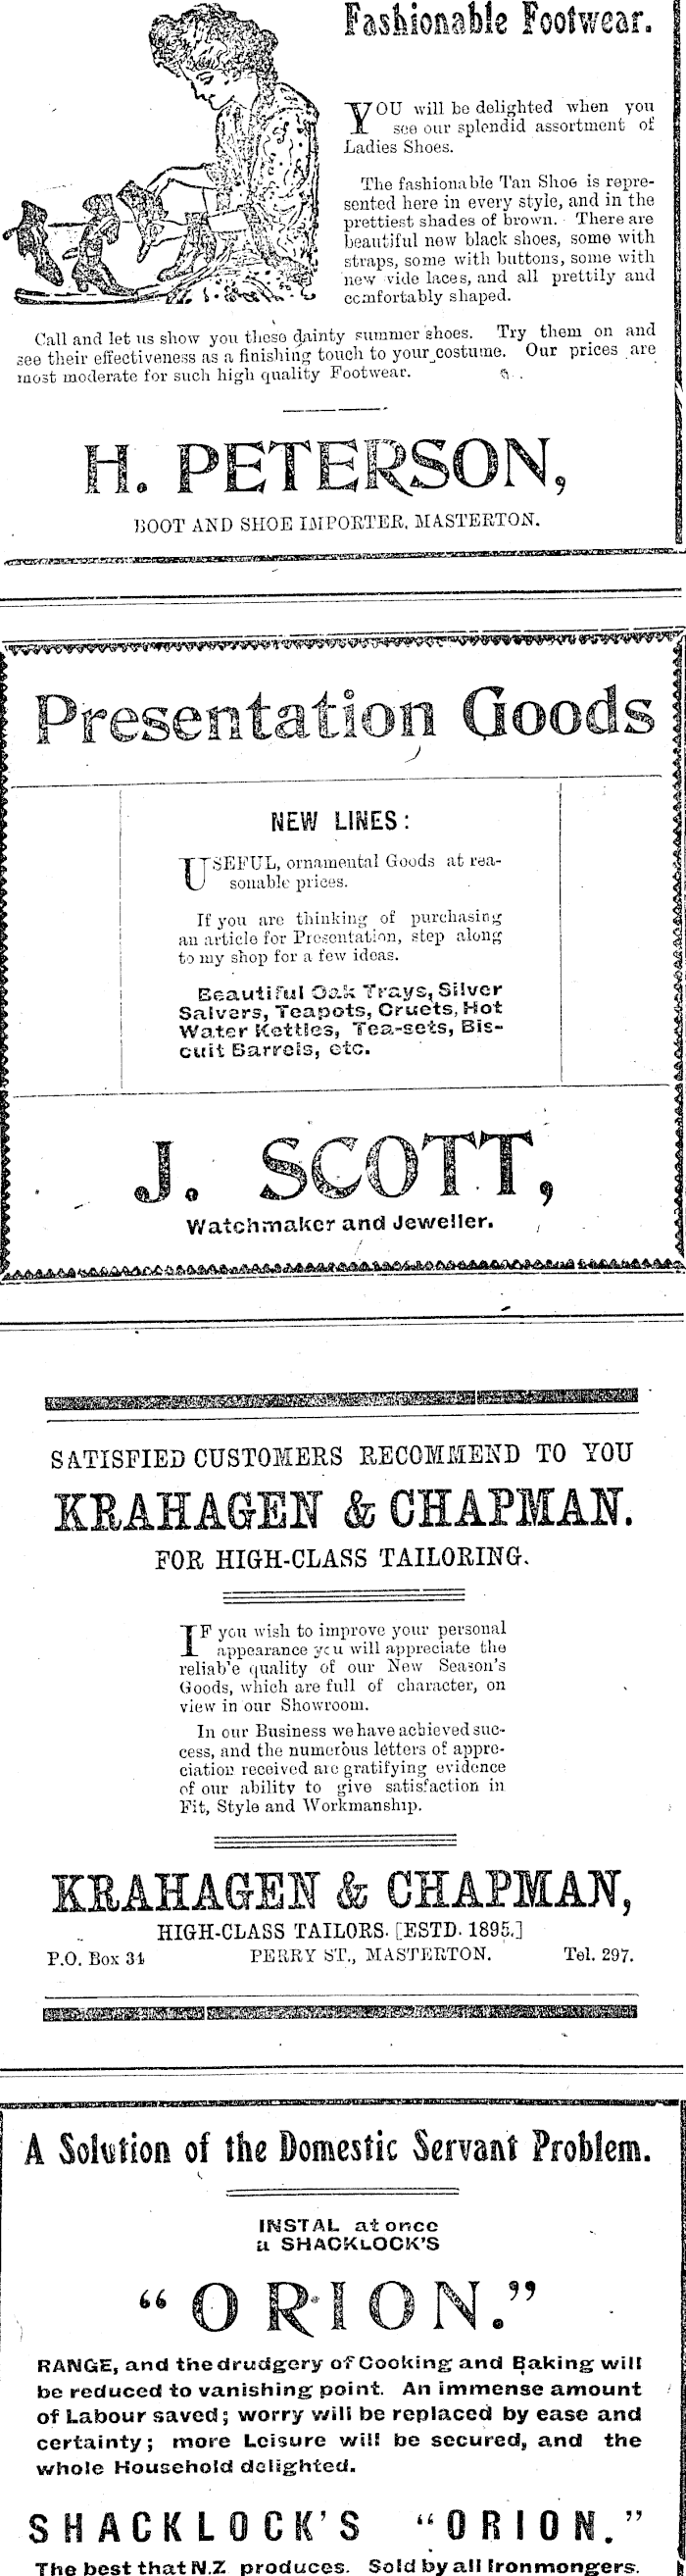 Fashionable Footwear.
YOU will be delighted when you
see our splendid assortment of
Ladies Shoes.
The fashionable Tan Shoe is repre-
sented here in every style, and in the
prettiest shades of brown. There are
beautiful new black shoes, some with
straps, some with buttons, some with
new vide laces, and all prettily and
comfortably shaped.
Call and let us show you these dainty summer shoes. Try them on and
see their effectiveness as a finishing touch to your costume. Our prices are
most moderate for such high quality Footwear.
H. PETERSON,
BOOT AND SHOE IMPORTER, MASTERTON.
Presentation Goods
NEW LINES:
USEFUL, ornamental Goods at rea-
sonable prices.
If you are thinking of purchasing
an article for Presentation, step along
to my shop for a few ideas.
Beautiful Oak Trays, Silver
Salvers, Teapots, Cruets, Hot
Water Kettles, Tea-sets, Bis-
cuit Barrels, etc.
J. SCOTT,
Watchmaker and Jeweller.
SATISFIED CUSTOMERS RECOMMEND TO YOU
KRAHAGEN & CHAPMAN.
FOR HIGH-CLASS TAILORING.
IF you wish to improve your personal
appearance you will appreciate the
reliab'e quality of our New Season's
Goods, which are full of character, on
view in our Showroom.
In our Business we have achieved suc-
cess, and the numerous letters of appre-
ciation received are gratifying evidence
of our ability to give satisfaction in
Fit, Style and Workmanship.
KRAHAGEN & CHAPMAN,
HIGH-CLASS TAILORS. [ESTD. 1895.]
P.O. Box 34 PERRY ST., MASTERTON. Tel. 297.
A Solution of the Domestic Servant Problem.
INSTAL at once
a SHACKLOCK'S
"ORION."
RANGE, and the drudgery of Cooking and Baking will
be reduced to vanishing point. An immense amount
of Labour saved; worry will be replaced by ease and
certainty; more Leisure will be secured, and the
whole Household delighted.
SHACKLOCK'S "ORION."
The best that N.Z. produces. Sold by all Ironmongers.